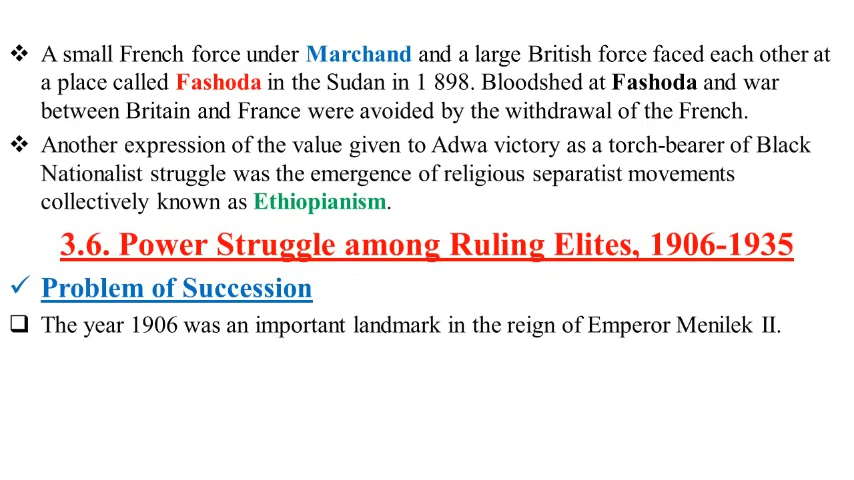 ❖ A small French force under Marchand and a large British force faced each other at
a place called Fashoda in the Sudan in 1 898. Bloodshed at Fashoda and war
between Britain and France were avoided by the withdrawal of the French.
❖ Another expression of the value given to Adwa victory as a torch-bearer of Black
Nationalist struggle was the emergence of religious separatist movements
collectively known as Ethiopianism.
3.6. Power Struggle among Ruling Elites, 1906-1935
✓ Problem of Succession
❑ The year 1906 was an important landmark in the reign of Emperor Menilek II.